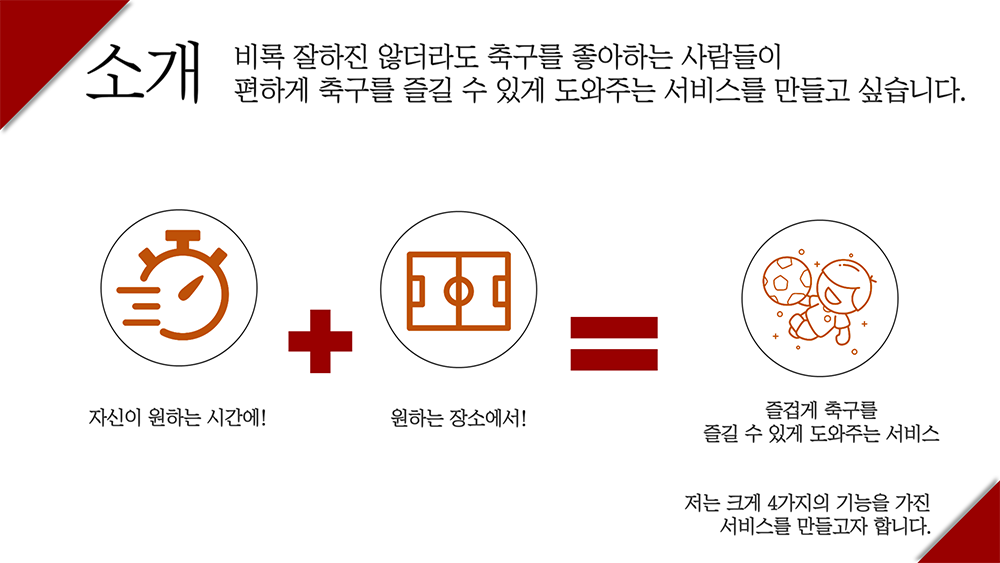 소개
비록 잘하진 않더라도 축구를 좋아하는 사람들이
편하게 축구를 즐길 수 있게 도와주는 서비스를 만들고 싶습니다.
자신이 원하는 시간에!
원하는 장소에서!
즐겁게 축구를
즐길 수 있게 도와주는 서비스
저는 크게 4가지의 기능을 가진
서비스를 만들고자 합니다.